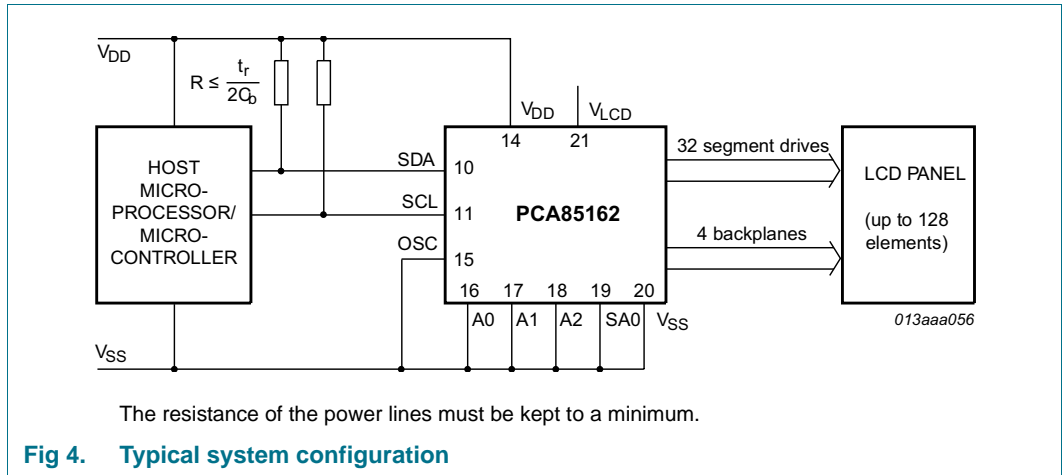 VDD
R ≤ tr
2Cb
VDD
VLCD
14
21
HOST
MICRO-
PROCESSOR/
MICRO-
CONTROLLER
SDA
10
SCL
11
OSC
15
PCA85162
16 17 18 19 20
A0 A1 A2 SA0 VSS
32 segment drives
4 backplanes
LCD PANEL
(up to 128
elements)
013aaa056
VSS
The resistance of the power lines must be kept to a minimum.
Fig 4. Typical system configuration